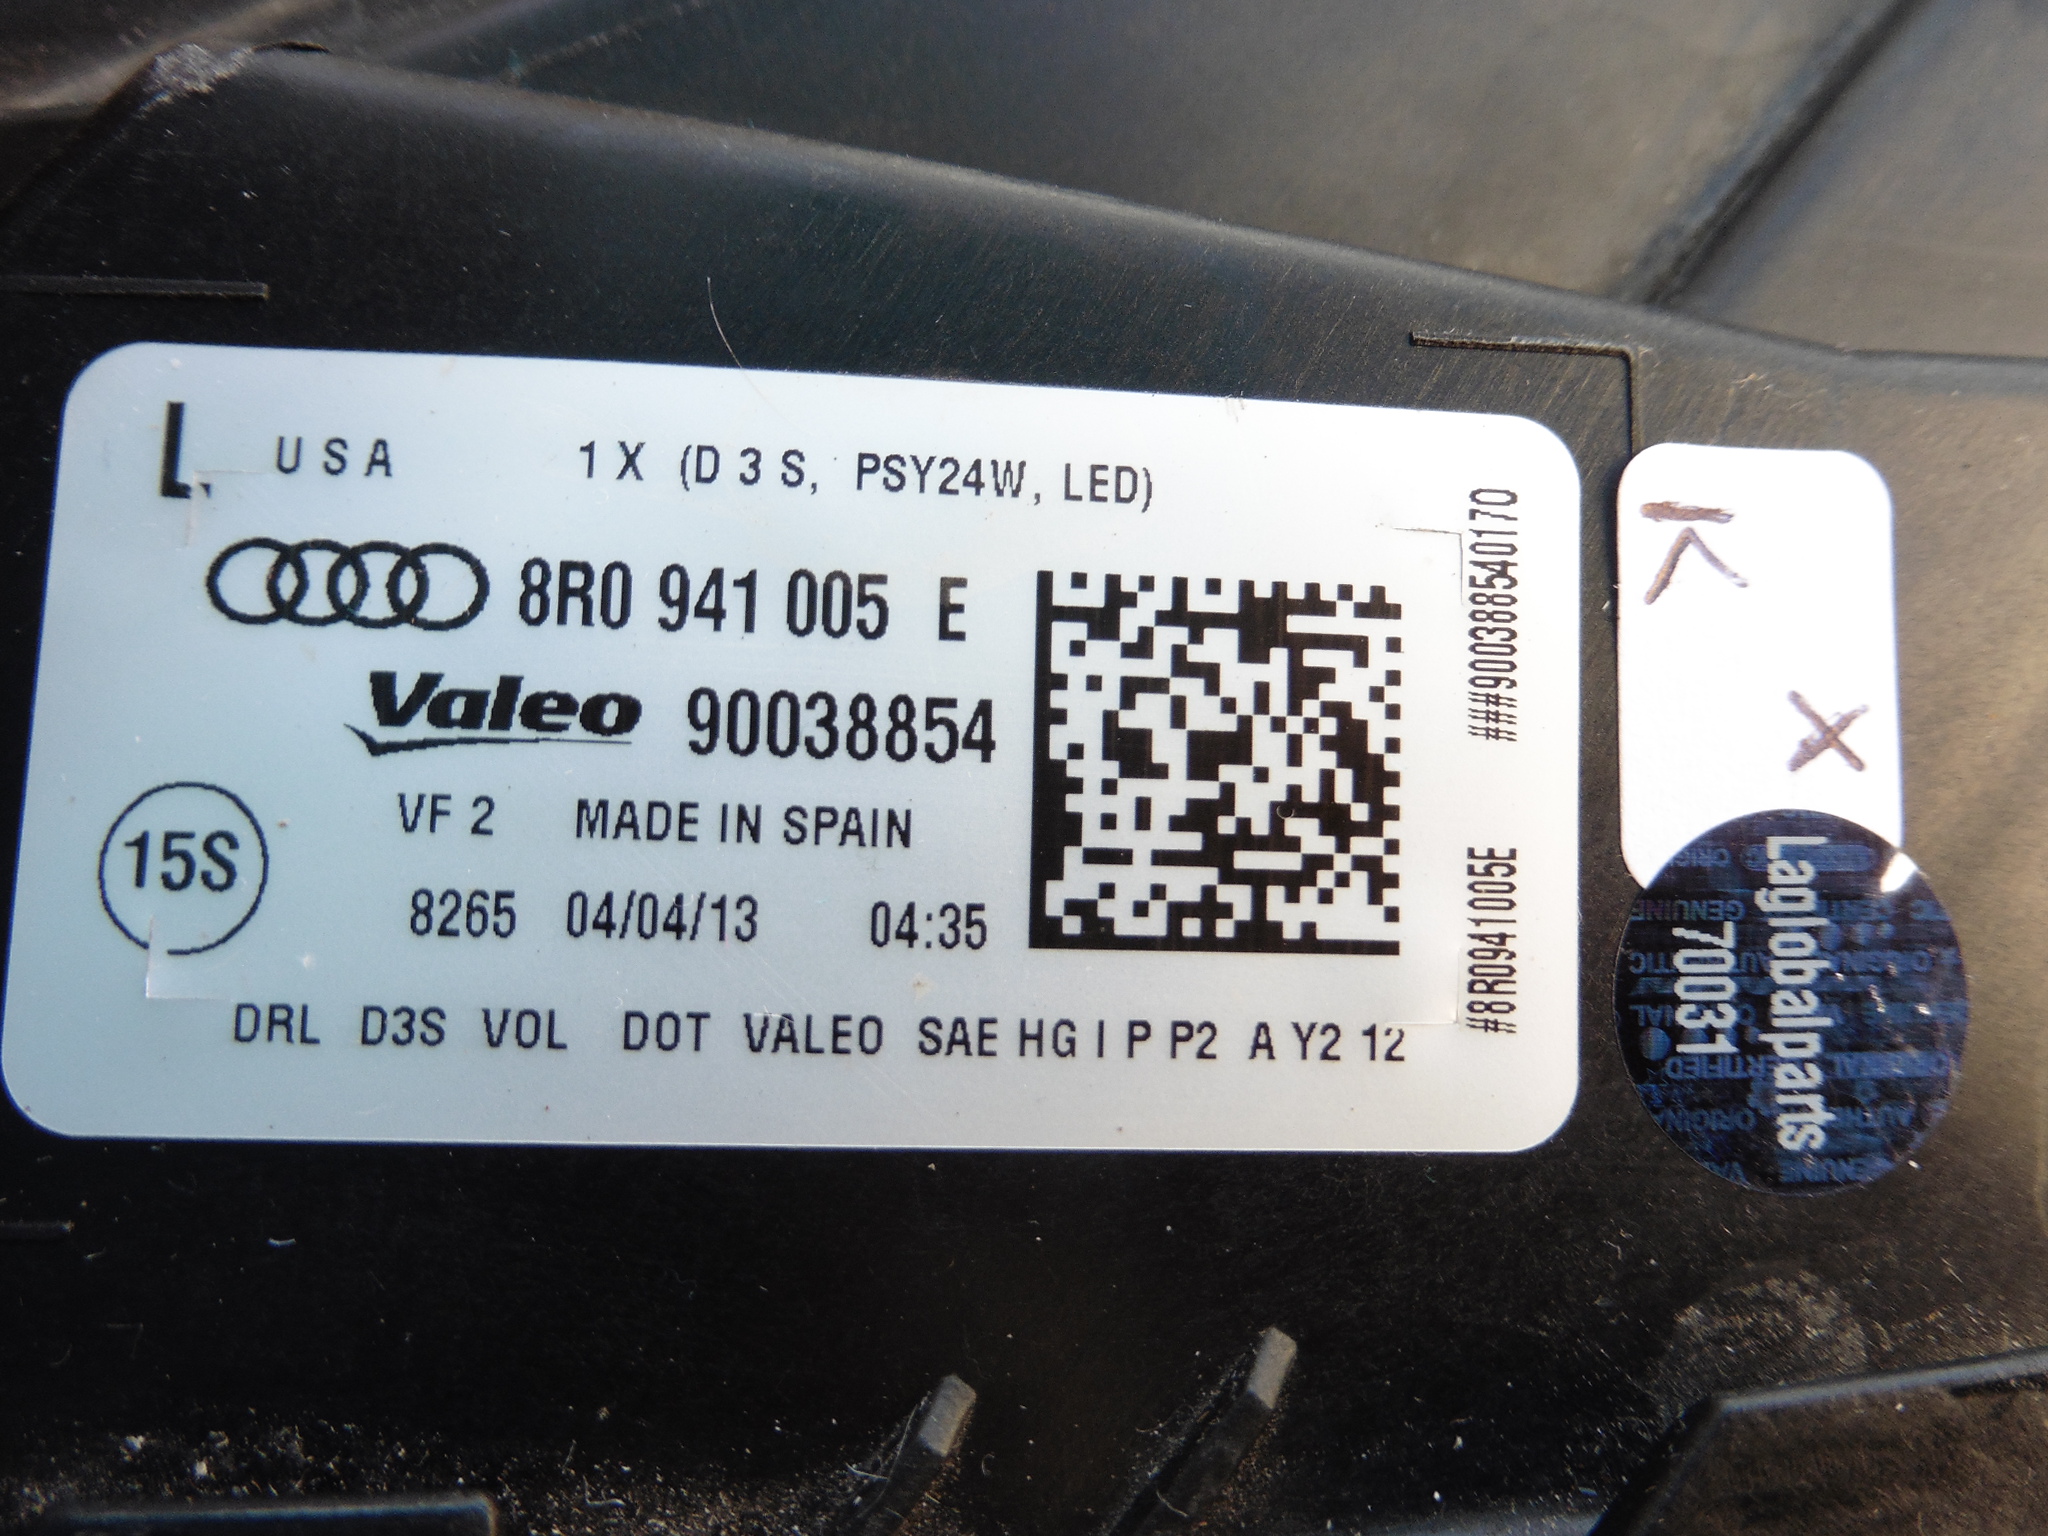 L USA 1 X (D 3 S, PSY24W, LED)
8R0 941 005 E
Valeo 90038854
VF 2 MADE IN SPAIN
15S
8265 04/04/13 04:35
DRL D3S VOL DOT VALEO SAE HG I P P2 A Y2 12
###900388540170
#8R0941005E
K X
Laglobalparts
70031